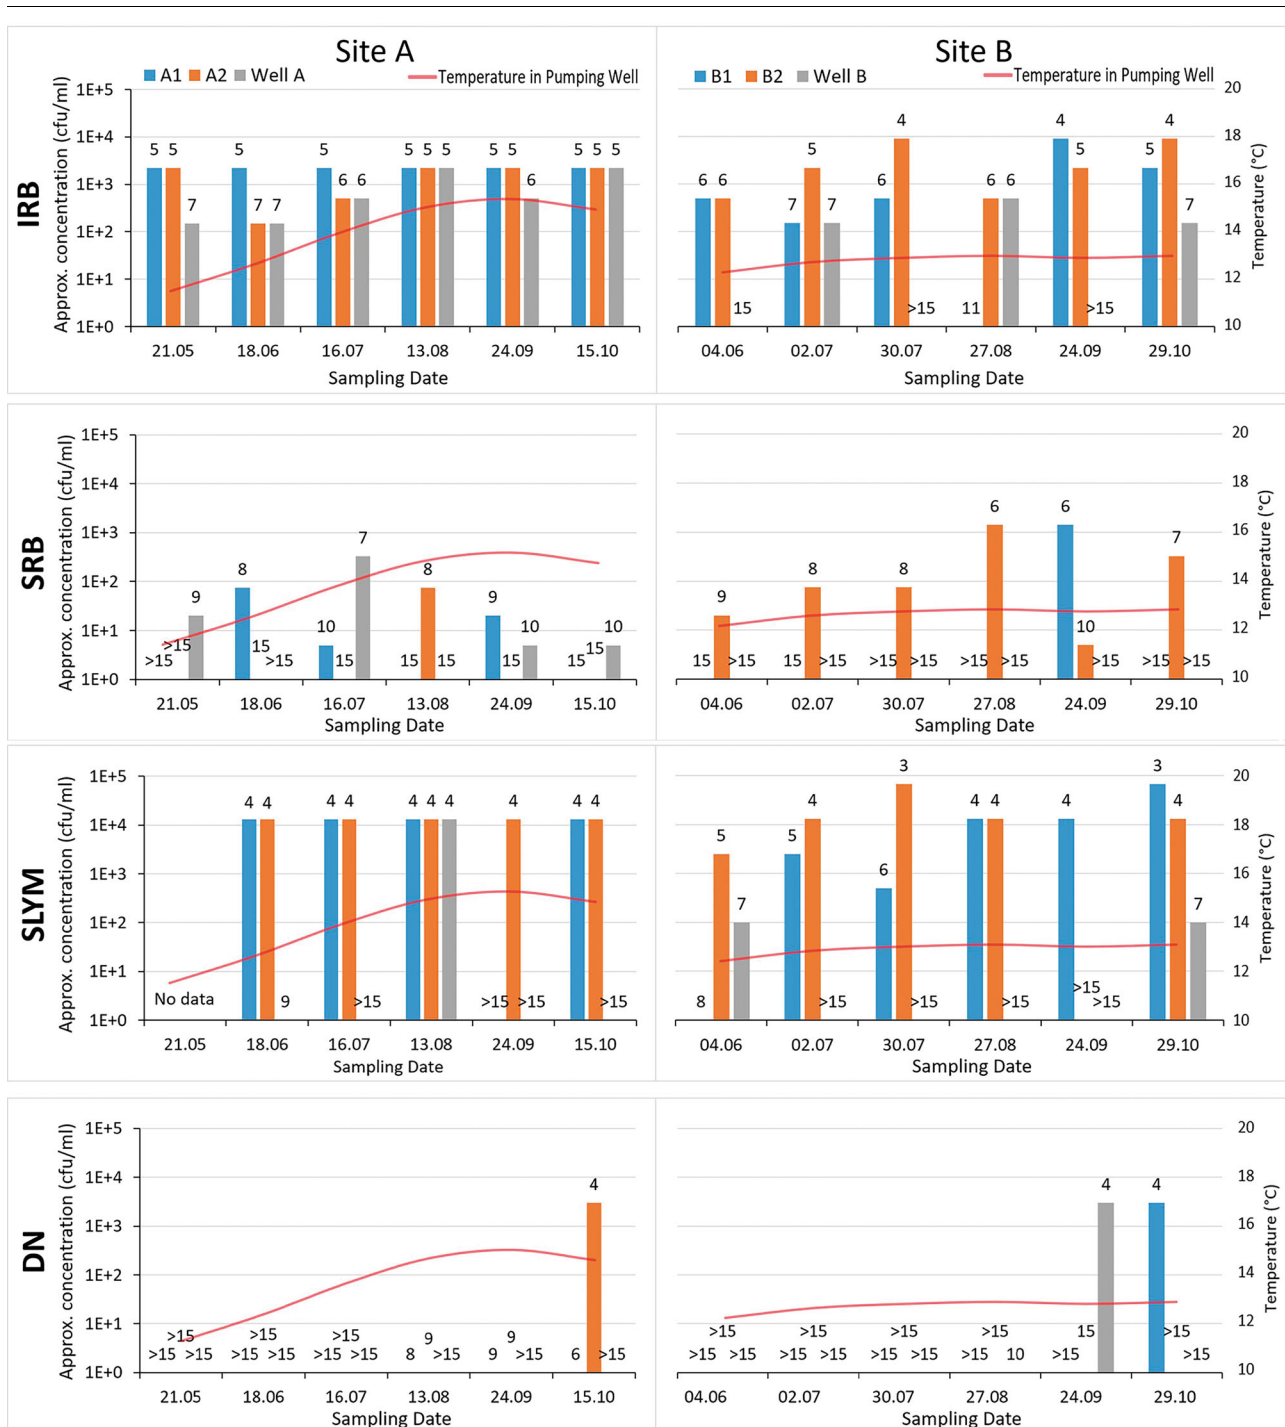 Site A
Site B
A1 A2 Well A Temperature in Pumping Well
B1 B2 Well B Temperature in Pumping Well
IRB
Approx. concentration (cfu/ml)
1E+5
1E+4
1E+3
1E+2
1E+1
1E+0
5 5 7 5 7 7 5 6 6 5 5 5 5 5 6 5 5 5
21.05 18.06 16.07 13.08 24.09 15.10
Sampling Date
6 6 15 7 5 7 6 4 >15 11 6 6 4 5 >15 5 4 7
04.06 02.07 30.07 27.08 24.09 29.10
Sampling Date
20
18
16
14
12
10
Temperature (°C)
SRB
Approx. concentration (cfu/ml)
1E+5
1E+4
1E+3
1E+2
1E+1
1E+0
>15 >15 9 8 15 >15 10 15 7 15 8 15 9 15 10 15 15 10
21.05 18.06 16.07 13.08 24.09 15.10
Sampling Date
15 9 >15 15 8 >15 >15 8 >15 >15 6 >15 6 10 >15 >15 7 >15
04.06 02.07 30.07 27.08 24.09 29.10
Sampling Date
20
18
16
14
12
10
Temperature (°C)
SLYM
Approx. concentration (cfu/ml)
1E+5
1E+4
1E+3
1E+2
1E+1
1E+0
No data 4 4 9 4 4 >15 4 4 4 >15 4 >15 4 4 >15
21.05 18.06 16.07 13.08 24.09 15.10
Sampling Date
8 5 7 5 4 >15 6 3 >15 4 4 >15 4 >15 >15 3 4 7
04.06 02.07 30.07 27.08 24.09 29.10
Sampling Date
20
18
16
14
12
10
Temperature (°C)
DN
Approx. concentration (cfu/ml)
1E+5
1E+4
1E+3
1E+2
1E+1
1E+0
>15 >15 >15 >15 >15 >15 >15 >15 >15 8 9 >15 9 9 >15 6 4 >15
21.05 18.06 16.07 13.08 24.09 15.10
Sampling Date
>15 >15 >15 >15 >15 >15 >15 >15 >15 >15 >15 10 >15 15 4 4 >15 >15
04.06 02.07 30.07 27.08 24.09 29.10
Sampling Date
20
18
16
14
12
10
Temperature (°C)